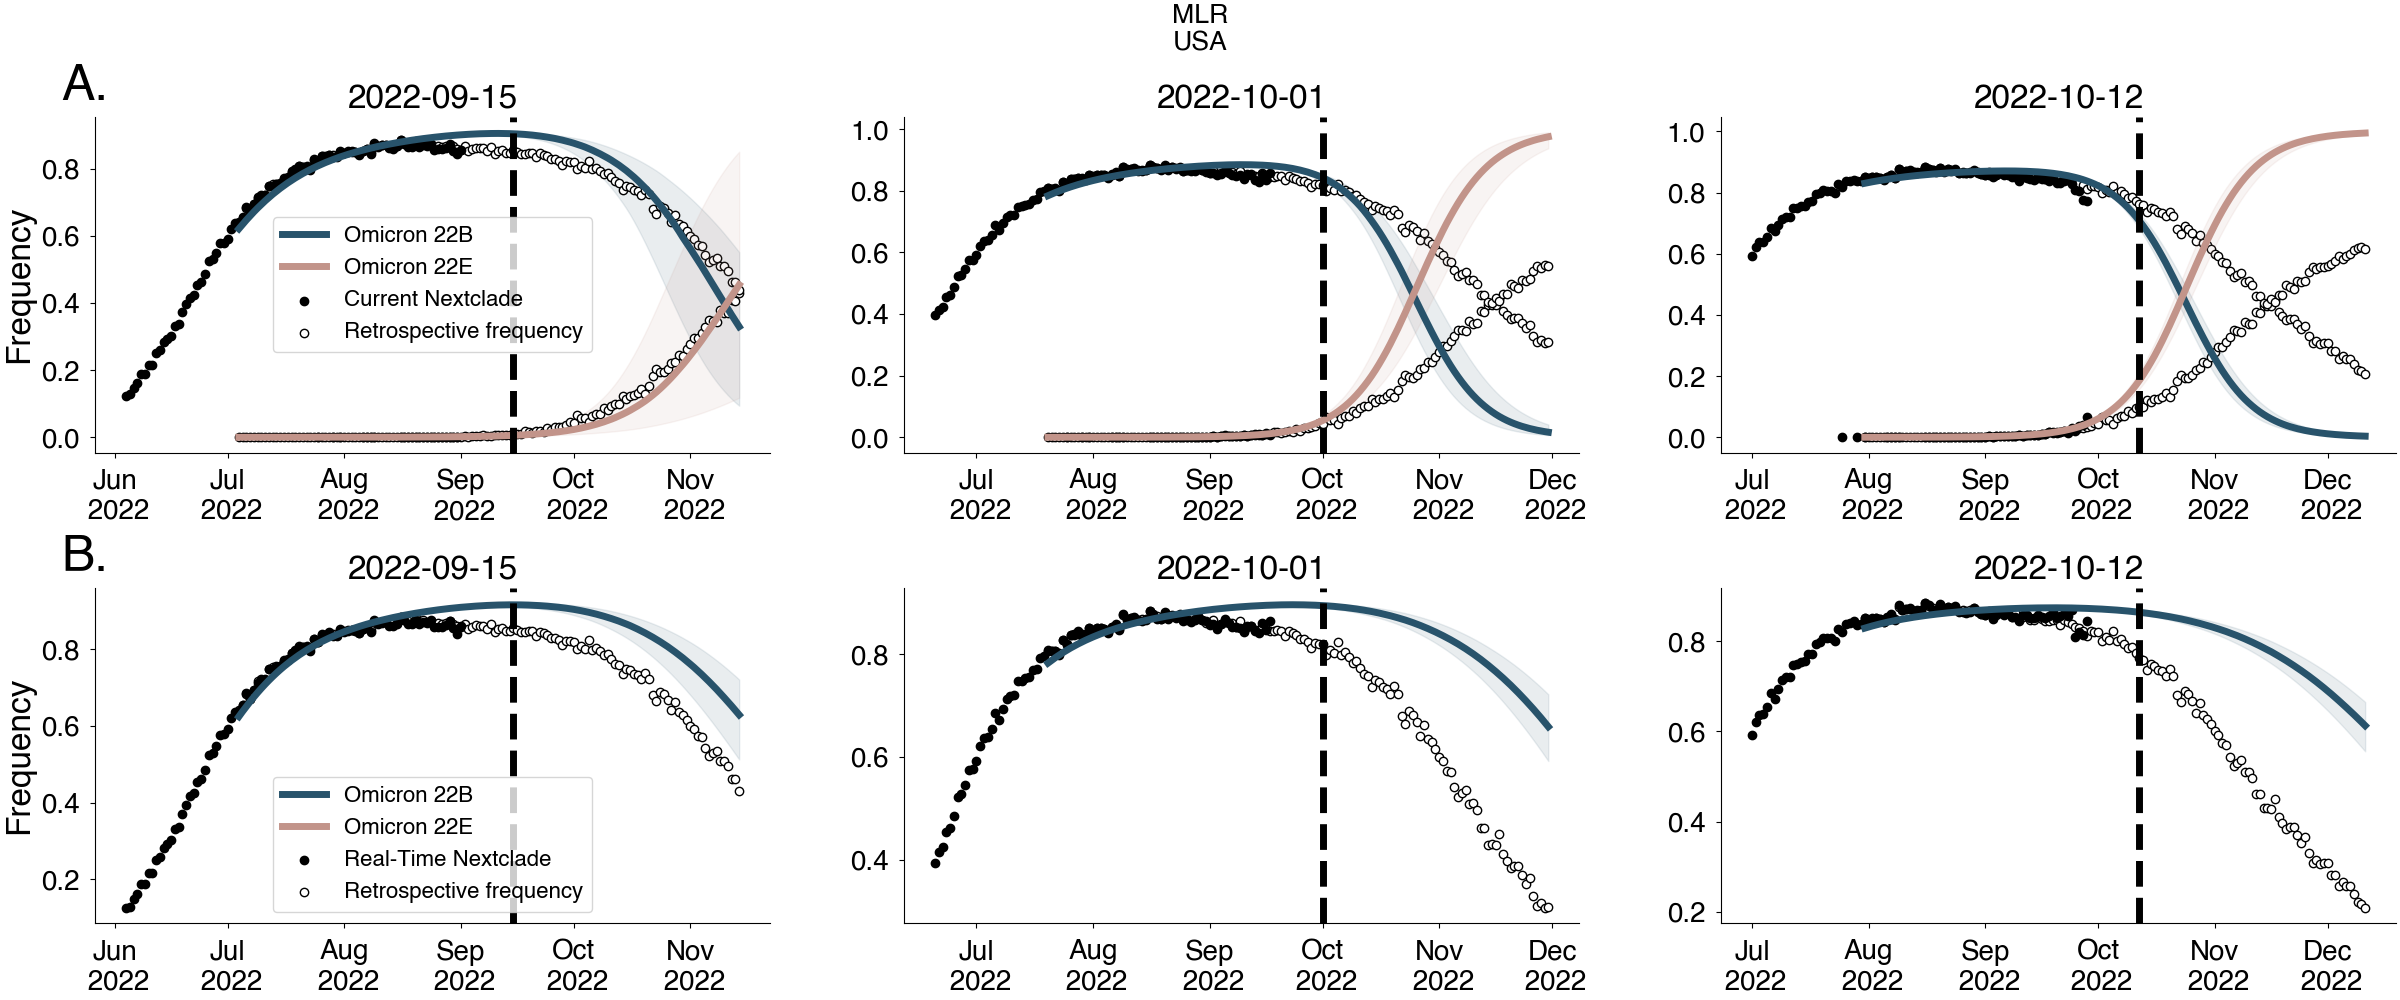 MLR
USA
A.
2022-09-15
2022-10-01
2022-10-12
Frequency
0.8
0.6
0.4
0.2
0.0
Omicron 22B
Omicron 22E
Current Nextclade
Retrospective frequency
1.0
0.8
0.6
0.4
0.2
0.0
1.0
0.8
0.6
0.4
0.2
0.0
Jun Jul Aug Sep Oct Nov
2022 2022 2022 2022 2022 2022
Jul Aug Sep Oct Nov Dec
2022 2022 2022 2022 2022 2022
Jul Aug Sep Oct Nov Dec
2022 2022 2022 2022 2022 2022
B.
2022-09-15
2022-10-01
2022-10-12
Frequency
0.8
0.6
0.4
0.2
Omicron 22B
Omicron 22E
Real-Time Nextclade
Retrospective frequency
0.8
0.6
0.4
0.8
0.6
0.4
0.2
Jun Jul Aug Sep Oct Nov
2022 2022 2022 2022 2022 2022
Jul Aug Sep Oct Nov Dec
2022 2022 2022 2022 2022 2022
Jul Aug Sep Oct Nov Dec
2022 2022 2022 2022 2022 2022